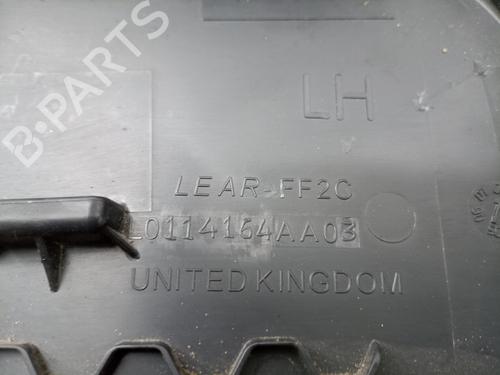 B-PARTS
LH
LEAR-FF2C
L0114164AA03
UNITED KINGDOM